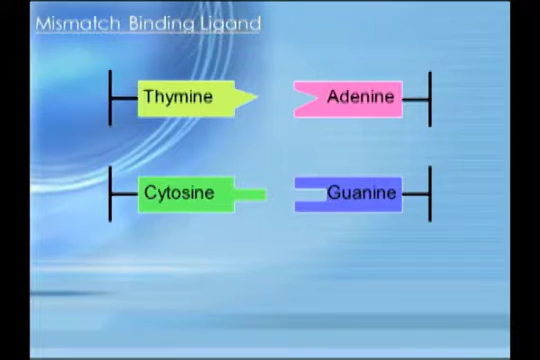 Mismatch Binding Ligand
Thymine
Adenine
Cytosine
Guanine